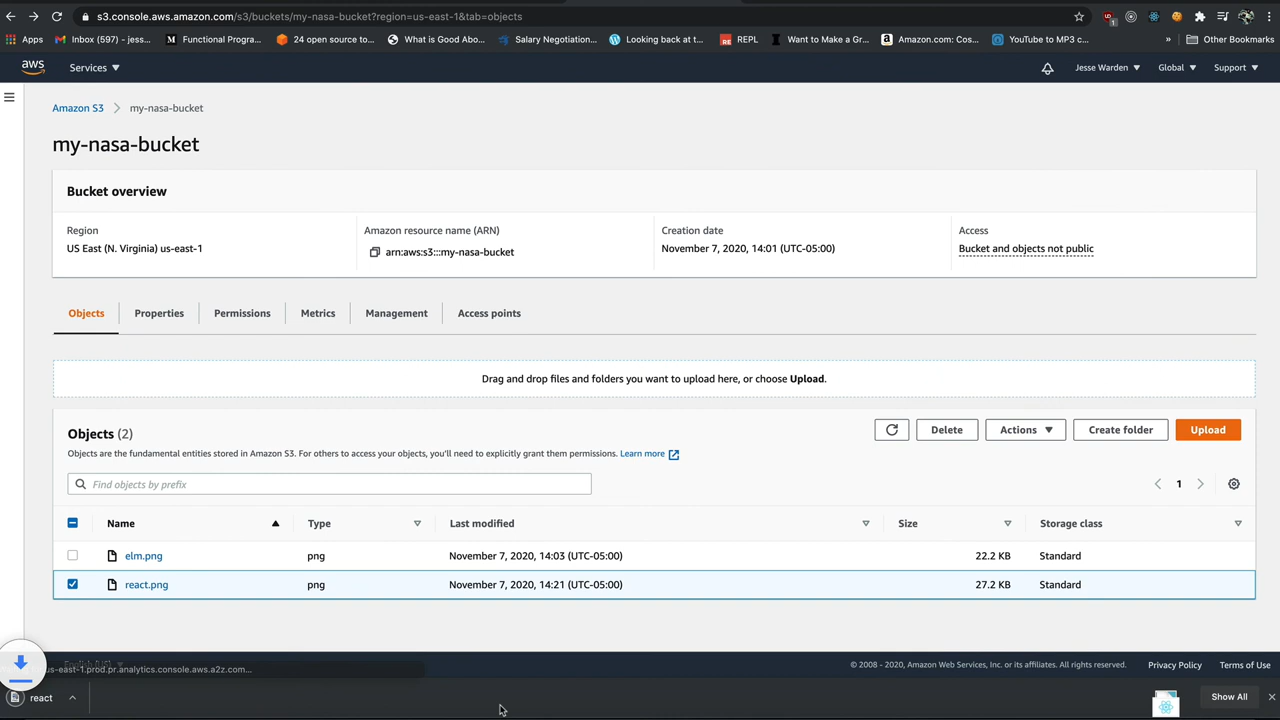 s3.console.aws.amazon.com/s3/buckets/my-nasa-bucket?region=us-east-1&tab=objects
Apps Inbox (597) – jess... Functional Progra... 24 open source to... What is Good Abo... Salary Negotiation... Looking back at t... REPL Want to Make a Gr... Amazon.com: Cos... YouTube to MP3 c... » Other Bookmarks
aws Services Jesse Warden Global Support
Amazon S3 my-nasa-bucket
my-nasa-bucket
Bucket overview
Region Amazon resource name (ARN) Creation date Access
US East (N. Virginia) us-east-1 arn:aws:s3:::my-nasa-bucket November 7, 2020, 14:01 (UTC-05:00) Bucket and objects not public
Objects Properties Permissions Metrics Management Access points
Drag and drop files and folders you want to upload here, or choose Upload.
Objects (2) Delete Actions Create folder Upload
Objects are the fundamental entities stored in Amazon S3. For others to access your objects, you'll need to explicitly grant them permissions. Learn more
Find objects by prefix 1
Name Type Last modified Size Storage class
elm.png png November 7, 2020, 14:03 (UTC-05:00) 22.2 KB Standard
react.png png November 7, 2020, 14:21 (UTC-05:00) 27.2 KB Standard
us-east-1.prod.pr.analytics.console.aws.a2z.com... © 2008 - 2020, Amazon Web Services, Inc. or its affiliates. All rights reserved. Privacy Policy Terms of Use
react Show All